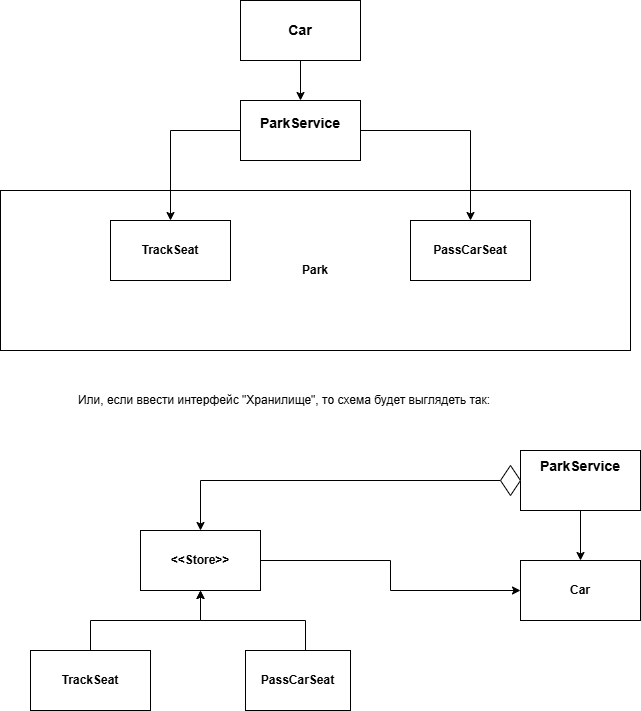 Car
ParkService
TrackSeat
PassCarSeat
Park
Или, если ввести интерфейс "Хранилище", то схема будет выглядеть так:
ParkService
<<Store>>
Car
TrackSeat
PassCarSeat